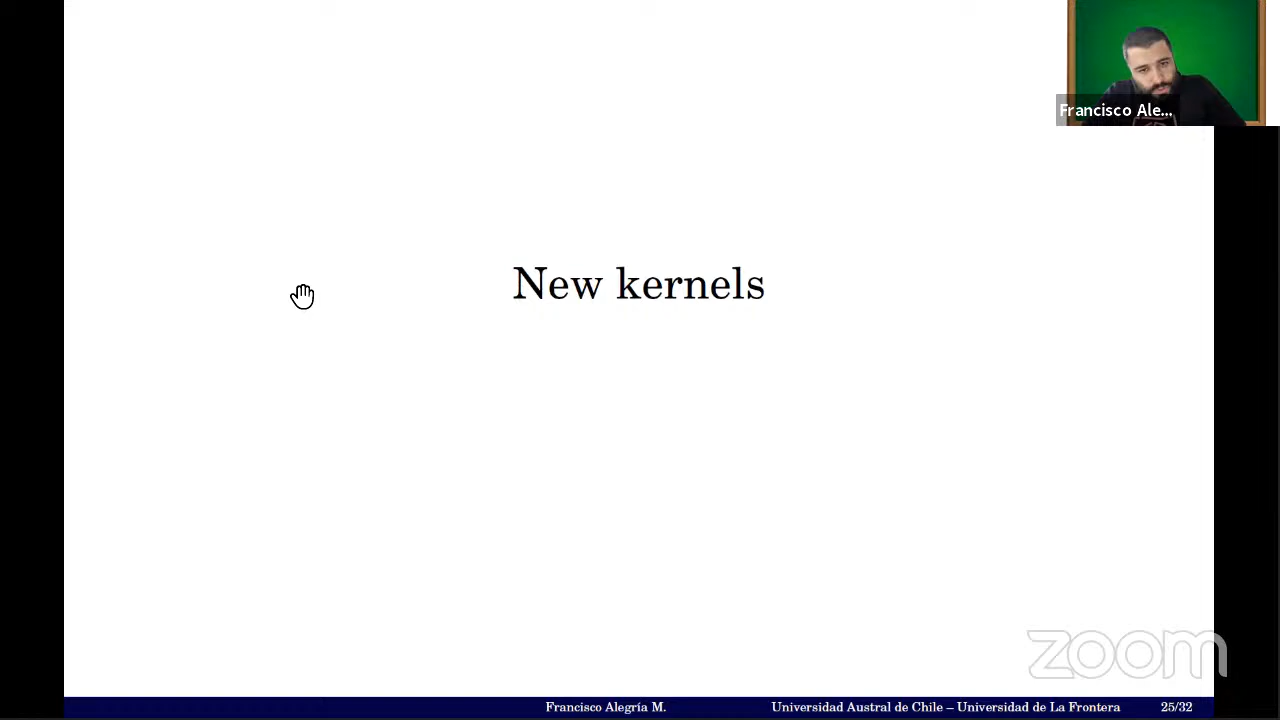 Francisco Ale...
New kernels
zoom
Francisco Alegría M. Universidad Austral de Chile – Universidad de La Frontera 25/32